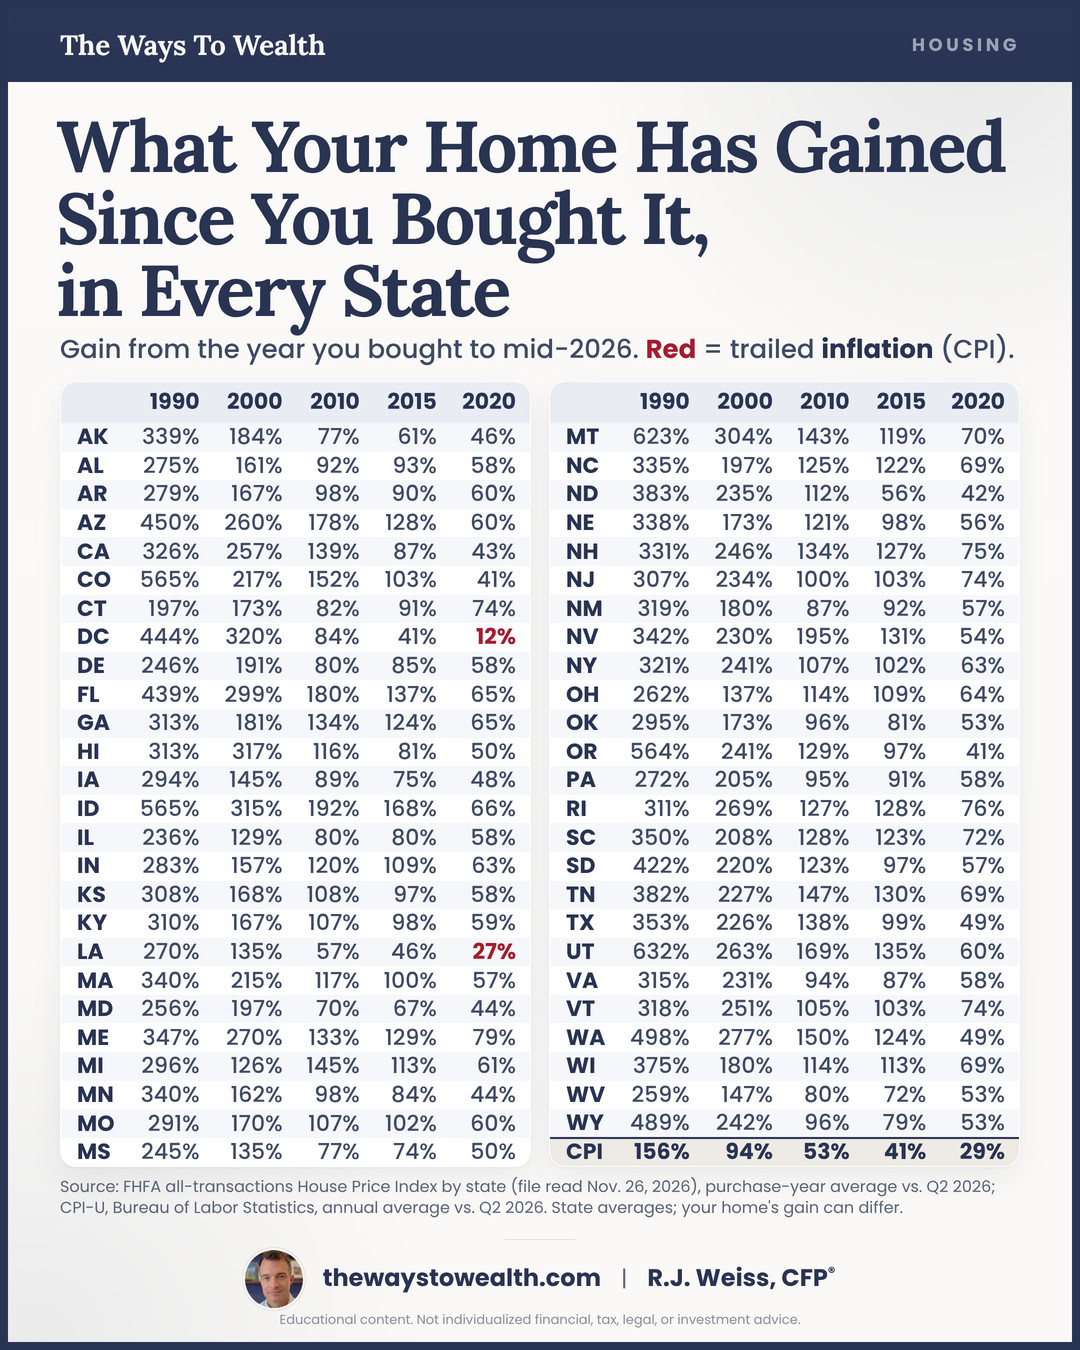 The Ways To Wealth
HOUSING
What Your Home Has Gained
Since You Bought It,
in Every State
Gain from the year you bought to mid-2026. Red = trailed inflation (CPI).
1990 2000 2010 2015 2020
AK 339% 184% 77% 61% 46%
AL 275% 161% 92% 93% 58%
AR 279% 167% 98% 90% 60%
AZ 450% 260% 178% 128% 60%
CA 326% 257% 139% 87% 43%
CO 565% 217% 152% 103% 41%
CT 197% 173% 82% 91% 74%
DC 444% 320% 84% 41% 12%
DE 246% 191% 80% 85% 58%
FL 439% 299% 180% 137% 65%
GA 313% 181% 134% 124% 65%
HI 313% 317% 116% 81% 50%
IA 294% 145% 89% 75% 48%
ID 565% 315% 192% 168% 66%
IL 236% 129% 80% 80% 58%
IN 283% 157% 120% 109% 63%
KS 308% 168% 108% 97% 58%
KY 310% 167% 107% 98% 59%
LA 270% 135% 57% 46% 27%
MA 340% 215% 117% 100% 57%
MD 256% 197% 70% 67% 44%
ME 347% 270% 133% 129% 79%
MI 296% 126% 145% 113% 61%
MN 340% 162% 98% 84% 44%
MO 291% 170% 107% 102% 60%
MS 245% 135% 77% 74% 50%
1990 2000 2010 2015 2020
MT 623% 304% 143% 119% 70%
NC 335% 197% 125% 122% 69%
ND 383% 235% 112% 56% 42%
NE 338% 173% 121% 98% 56%
NH 331% 246% 134% 127% 75%
NJ 307% 234% 100% 103% 74%
NM 319% 180% 87% 92% 57%
NV 342% 230% 195% 131% 54%
NY 321% 241% 107% 102% 63%
OH 262% 137% 114% 109% 64%
OK 295% 173% 96% 81% 53%
OR 564% 241% 129% 97% 41%
PA 272% 205% 95% 91% 58%
RI 311% 269% 127% 128% 76%
SC 350% 208% 128% 123% 72%
SD 422% 220% 123% 97% 57%
TN 382% 227% 147% 130% 69%
TX 353% 226% 138% 99% 49%
UT 632% 263% 169% 135% 60%
VA 315% 231% 94% 87% 58%
VT 318% 251% 105% 103% 74%
WA 498% 277% 150% 124% 49%
WI 375% 180% 114% 113% 69%
WV 259% 147% 80% 72% 53%
WY 489% 242% 96% 79% 53%
CPI 156% 94% 53% 41% 29%
Source: FHFA all-transactions House Price Index by state (file read Nov. 26, 2026), purchase-year average vs. Q2 2026;
CPI-U, Bureau of Labor Statistics, annual average vs. Q2 2026. State averages; your home's gain can differ.
thewaystowealth.com | R.J. Weiss, CFP®
Educational content. Not individualized financial, tax, legal, or investment advice.